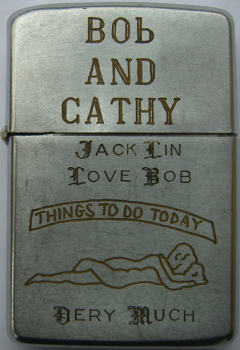 BOb
AND
CATHY
JACK LIN
LOVE BOB
THINGS TO DO TODAY
DERY MUCH